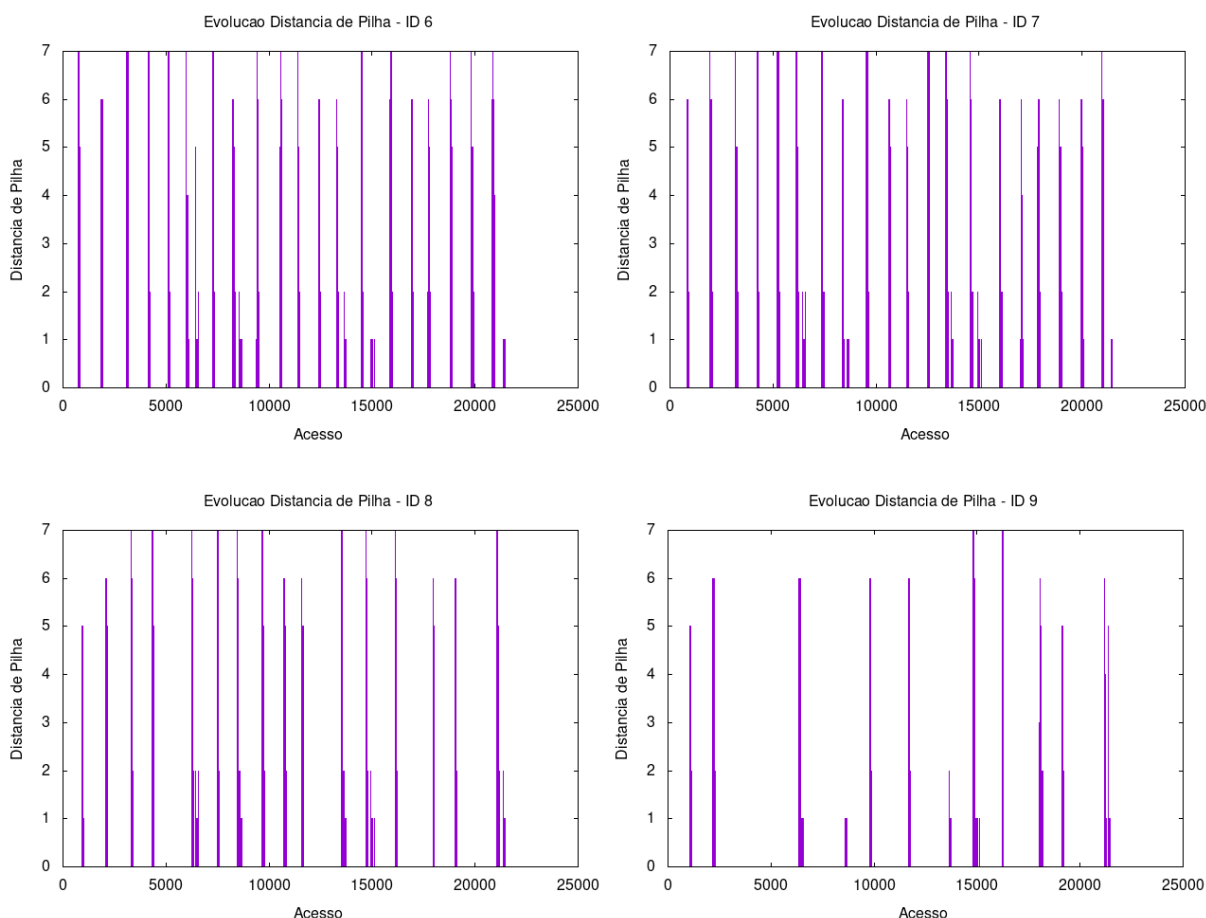 Evolucao Distancia de Pilha - ID 6
7
6
5
4
3
2
1
0
Distancia de Pilha
0 5000 10000 15000 20000 25000
Acesso
Evolucao Distancia de Pilha - ID 7
7
6
5
4
3
2
1
0
Distancia de Pilha
0 5000 10000 15000 20000 25000
Acesso
Evolucao Distancia de Pilha - ID 8
7
6
5
4
3
2
1
0
Distancia de Pilha
0 5000 10000 15000 20000 25000
Acesso
Evolucao Distancia de Pilha - ID 9
7
6
5
4
3
2
1
0
Distancia de Pilha
0 5000 10000 15000 20000 25000
Acesso